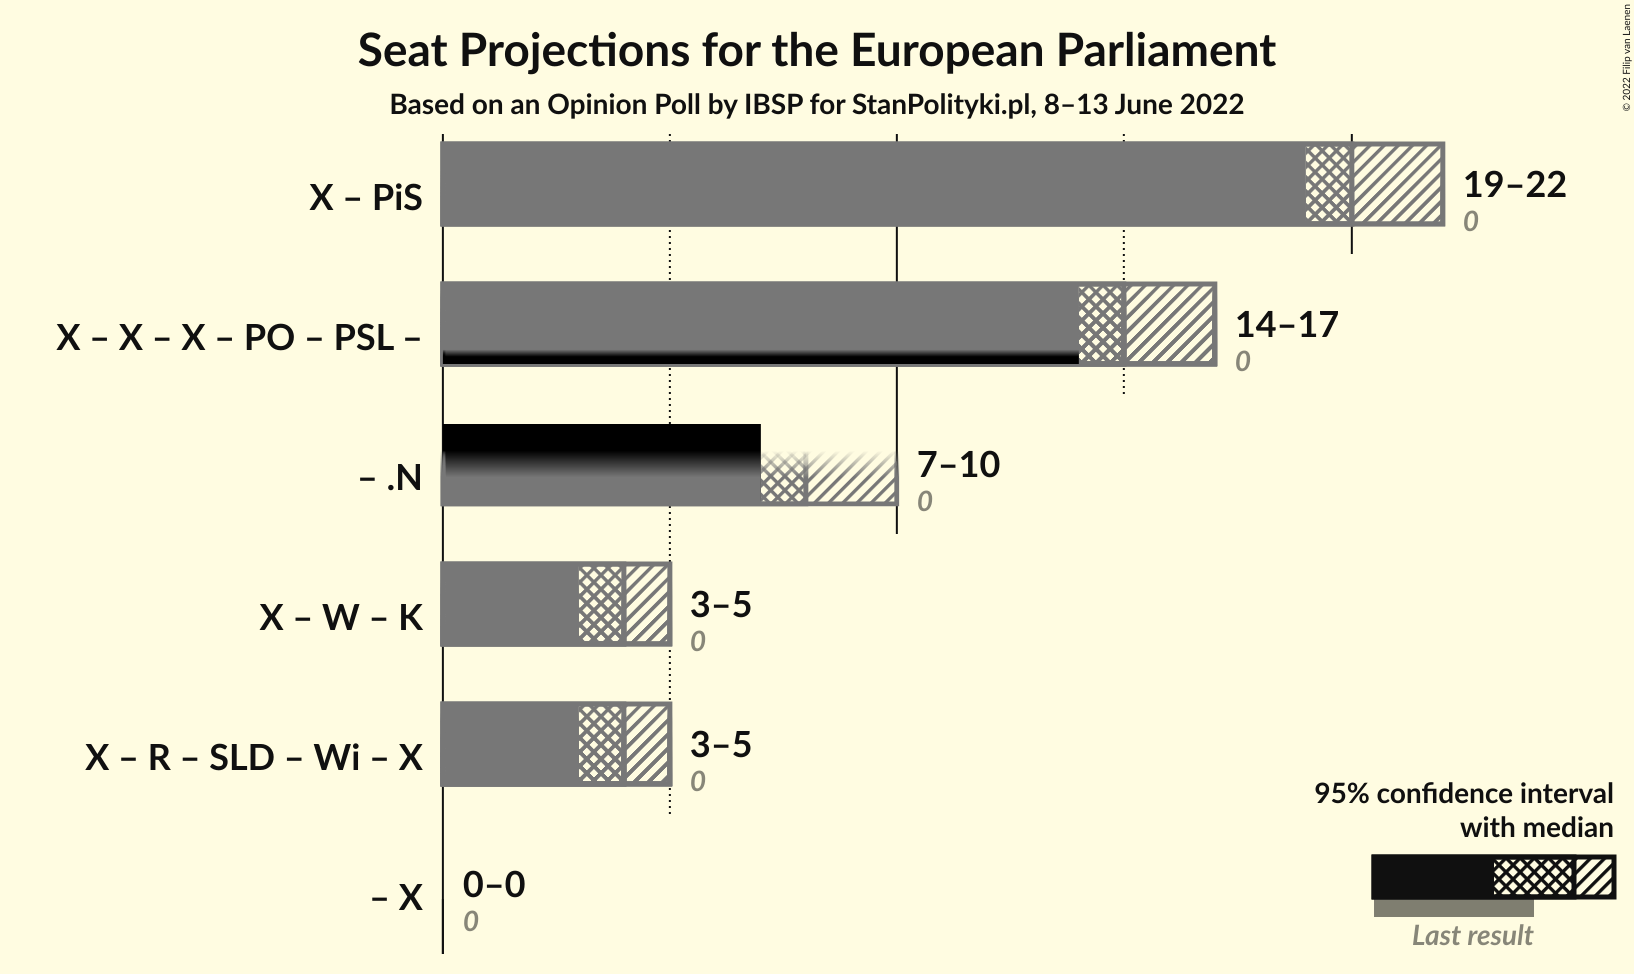 Seat Projections for the European Parliament
Based on an Opinion Poll by IBSP for StanPolityki.pl, 8–13 June 2022
© 2022 Filip van Laenen
X – PiS
19–22
0
X – X – X – PO – PSL –
14–17
0
– .N
7–10
0
X – W – K
3–5
0
X – R – SLD – Wi – X
3–5
0
– X
0–0
0
95% confidence interval
with median
Last result